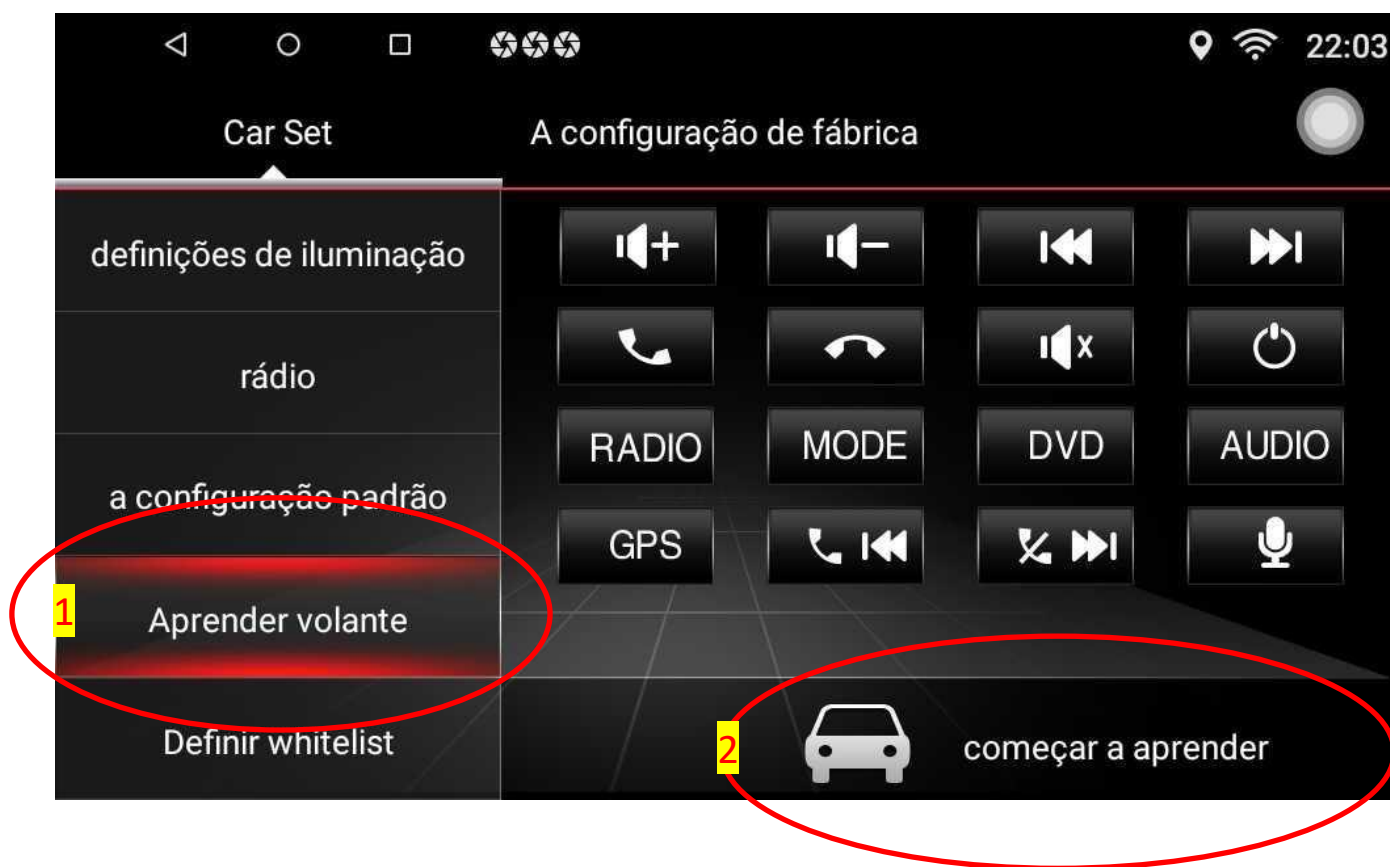 22:03
Car Set
A configuração de fábrica
definições de iluminação
rádio
a configuração padrão
1
Aprender volante
Definir whitelist
RADIO MODE DVD AUDIO
GPS
2
começar a aprender